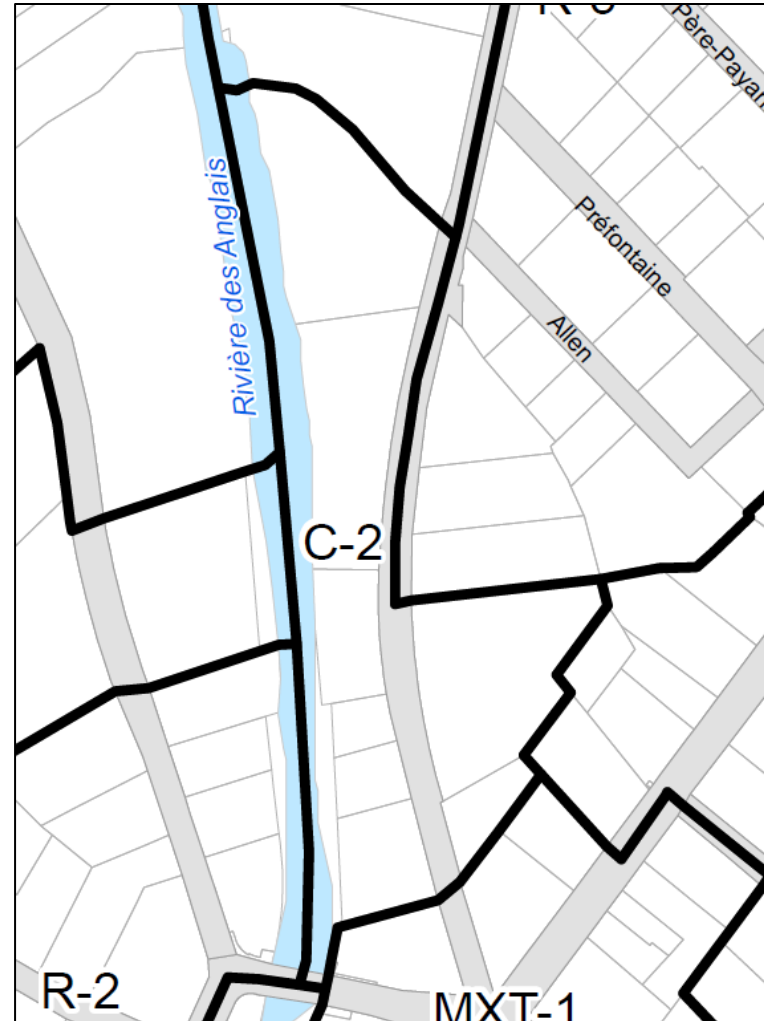 Père-Payan
Préfontaine
Rivière des Anglais
Allen
C-2
R-2
MXT-1